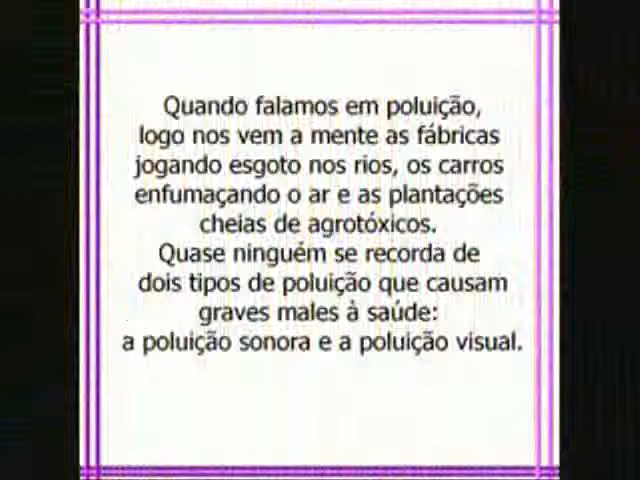 Quando falamos em poluição,
logo nos vem a mente as fábricas
jogando esgoto nos rios, os carros
enfumaçando o ar e as plantações
cheias de agrotóxicos.
Quase ninguém se recorda de
dois tipos de poluição que causam
graves males à saúde:
a poluição sonora e a poluição visual.